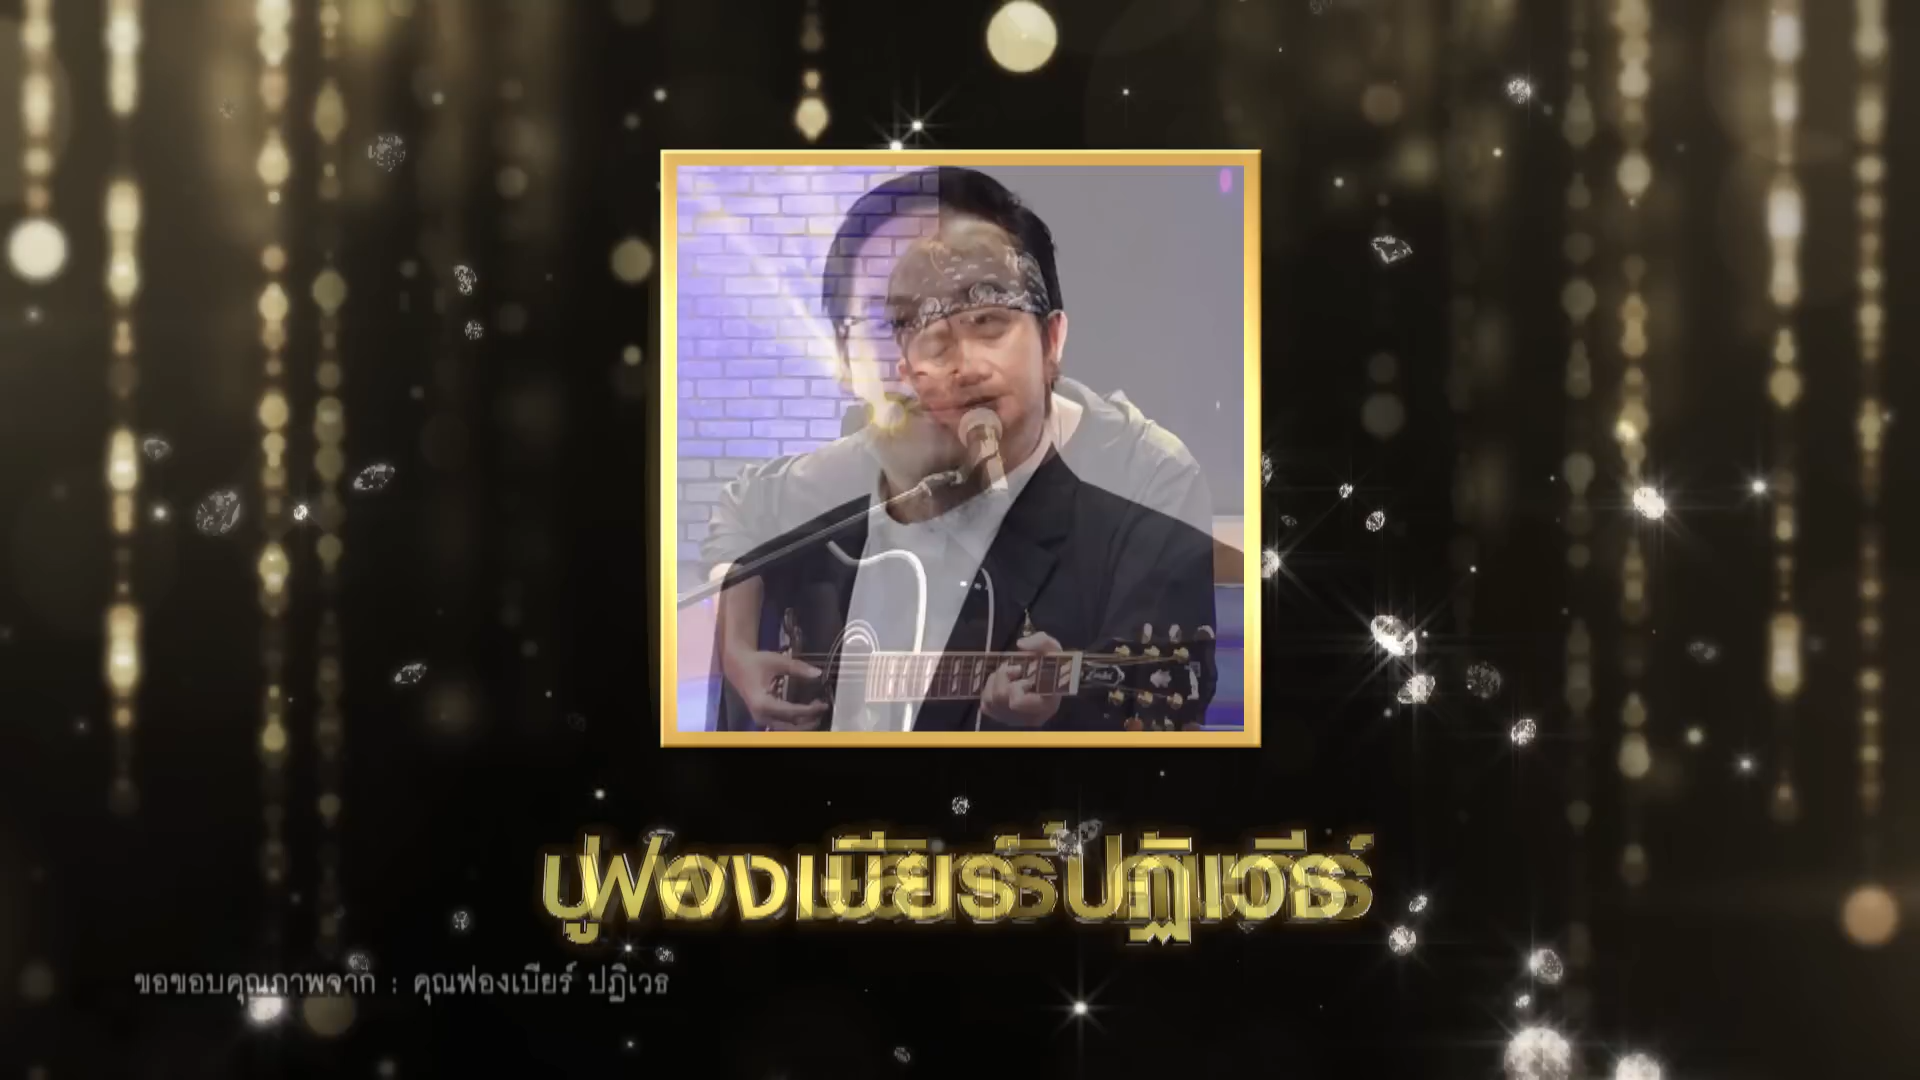 ฟองเบียร์ ปฏิเวธ
ขอขอบคุณภาพจาก : คุณฟองเบียร์ ปฏิเวธ